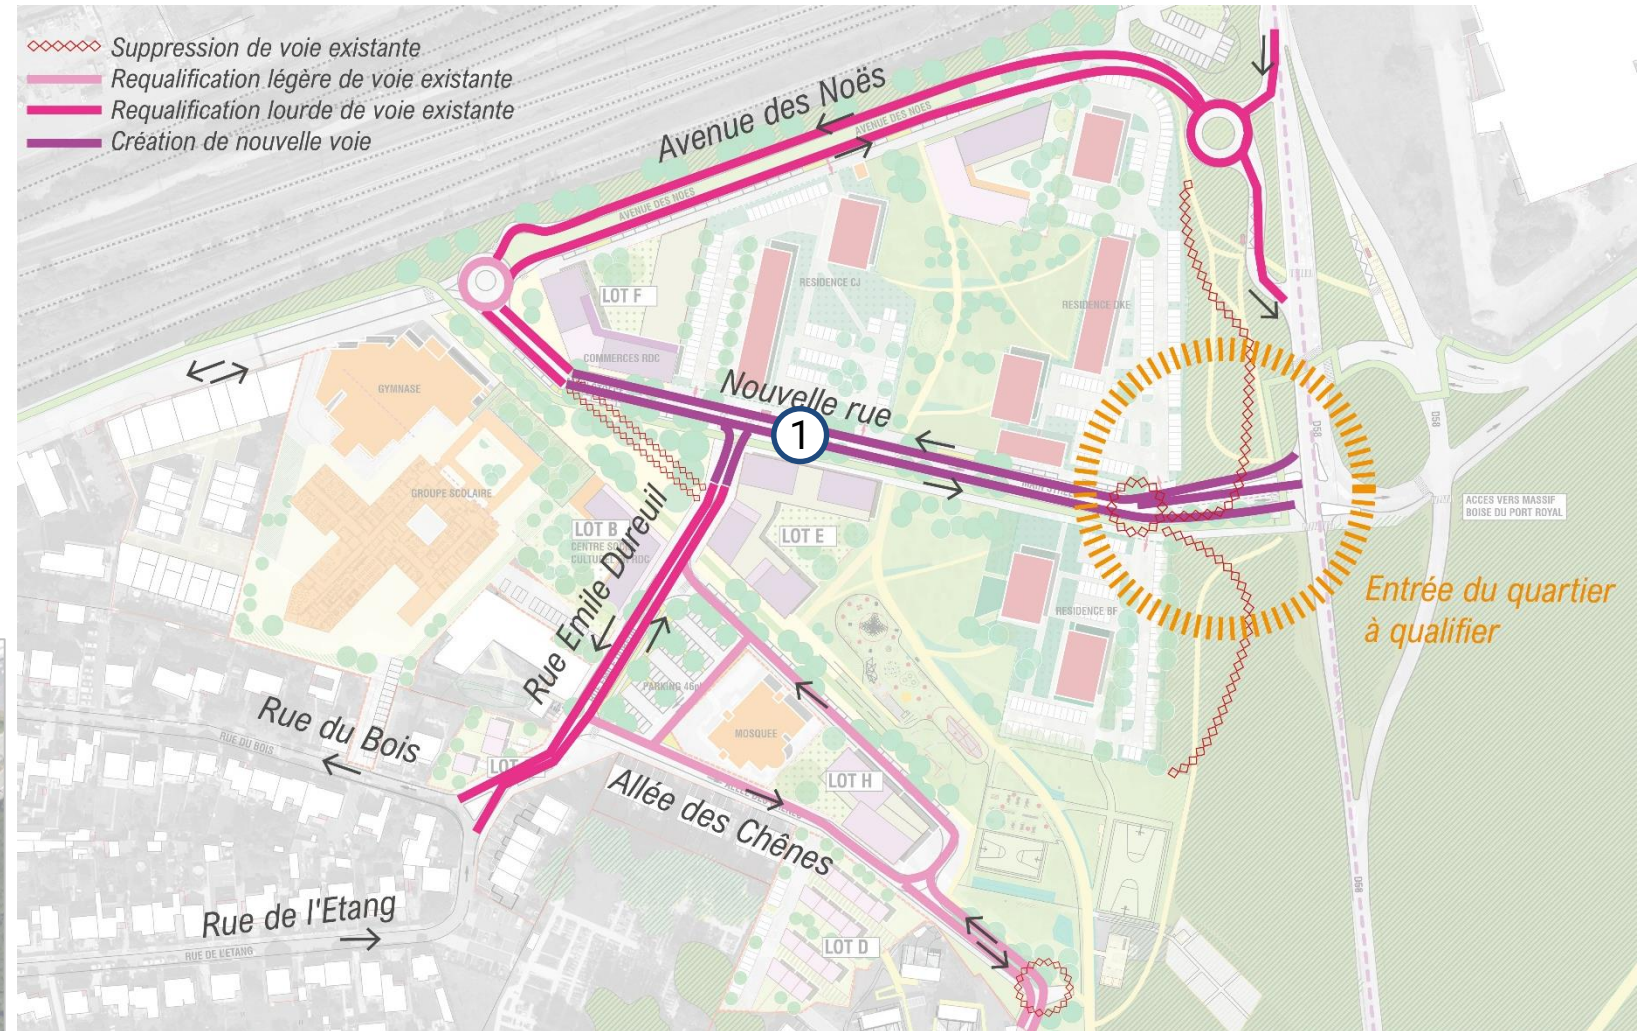 Suppression de voie existante
Requalification légère de voie existante
Requalification lourde de voie existante
Création de nouvelle voie
Avenue des Noës
AVENUE DES NOES
AVENUE DES NOES
LOT F
RESIDENCE CJ
RESIDENCE DKE
COMMERCES RDC
GYMNASE
Nouvelle rue
1
D58
D58
GROUPE SCOLAIRE
ACCES VERS MASSIF
BOISE DU PORT ROYAL
LOT B
LOT E
Rue Emile Dureuil
Entrée du quartier
à qualifier
RESIDENCE BF
PARKING 46pl
Rue du Bois
RUE DU BOIS
MOSQUEE
LOT
LOT H
Allée des Chênes
D58
Rue de l'Etang
RUE DE L'ETANG
LOT D